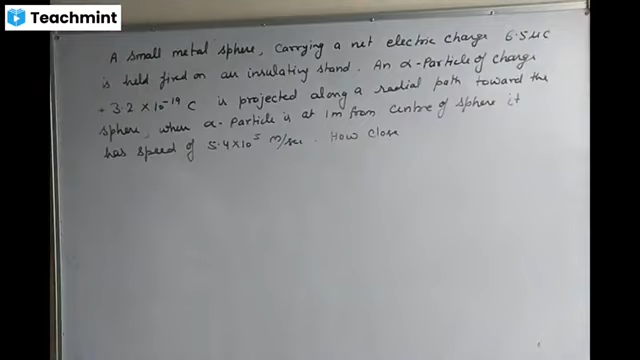 Teachmint
A small metal sphere, carrying a net electric charge 6.5 μC
is held fixed on an insulating stand. An α-Particle of charge
+3.2 × 10⁻¹⁹ C is projected along a radial path toward the
sphere, when α-Particle is at 1m from centre of sphere it
has speed of 5.4×10⁵ m/sec. How close